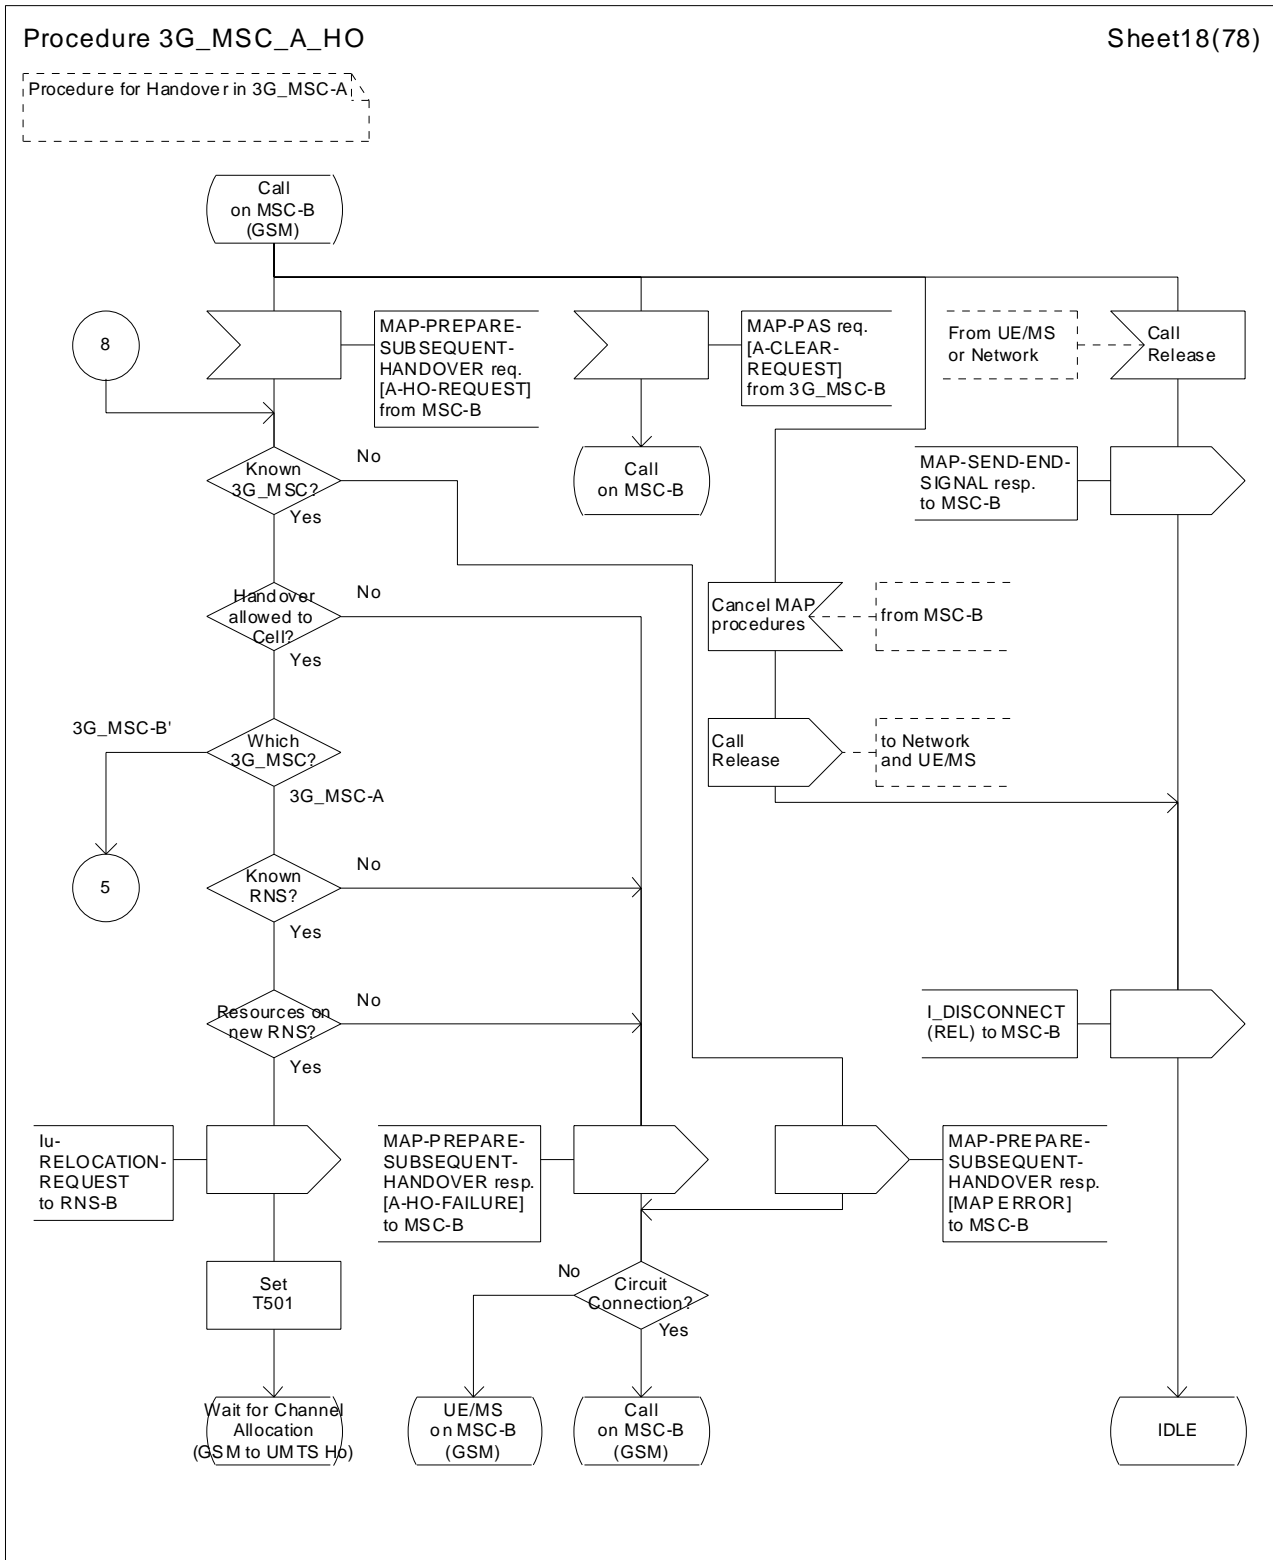 Procedure 3G_MSC_A_HO
Sheet18(78)
Procedure for Handover in 3G_MSC-A
Call
on MSC-B
(GSM)
8
MAP-PREPARE-
SUBSEQUENT-
HANDOVER req.
[A-HO-REQUEST]
from MSC-B
MAP-PAS req.
[A-CLEAR-
REQUEST]
from 3G_MSC-B
From UE/MS
or Network
Call
Release
Known
3G_MSC?
No
Yes
Call
on MSC-B
MAP-SEND-END-
SIGNAL resp.
to MSC-B
Handover
allowed to
Cell?
No
Yes
Cancel MAP
procedures
from MSC-B
3G_MSC-B'
Which
3G_MSC?
3G_MSC-A
Call
Release
to Network
and UE/MS
5
Known
RNS?
No
Yes
Resources on
new RNS?
No
Yes
I_DISCONNECT
(REL) to MSC-B
Iu-
RELOCATION-
REQUEST
to RNS-B
MAP-PREPARE-
SUBSEQUENT-
HANDOVER resp.
[A-HO-FAILURE]
to MSC-B
MAP-PREPARE-
SUBSEQUENT-
HANDOVER resp.
[MAP ERROR]
to MSC-B
Set
T501
No
Circuit
Connection?
Yes
Wait for Channel
Allocation
(GSM to UMTS Ho)
UE/MS
on MSC-B
(GSM)
Call
on MSC-B
(GSM)
IDLE